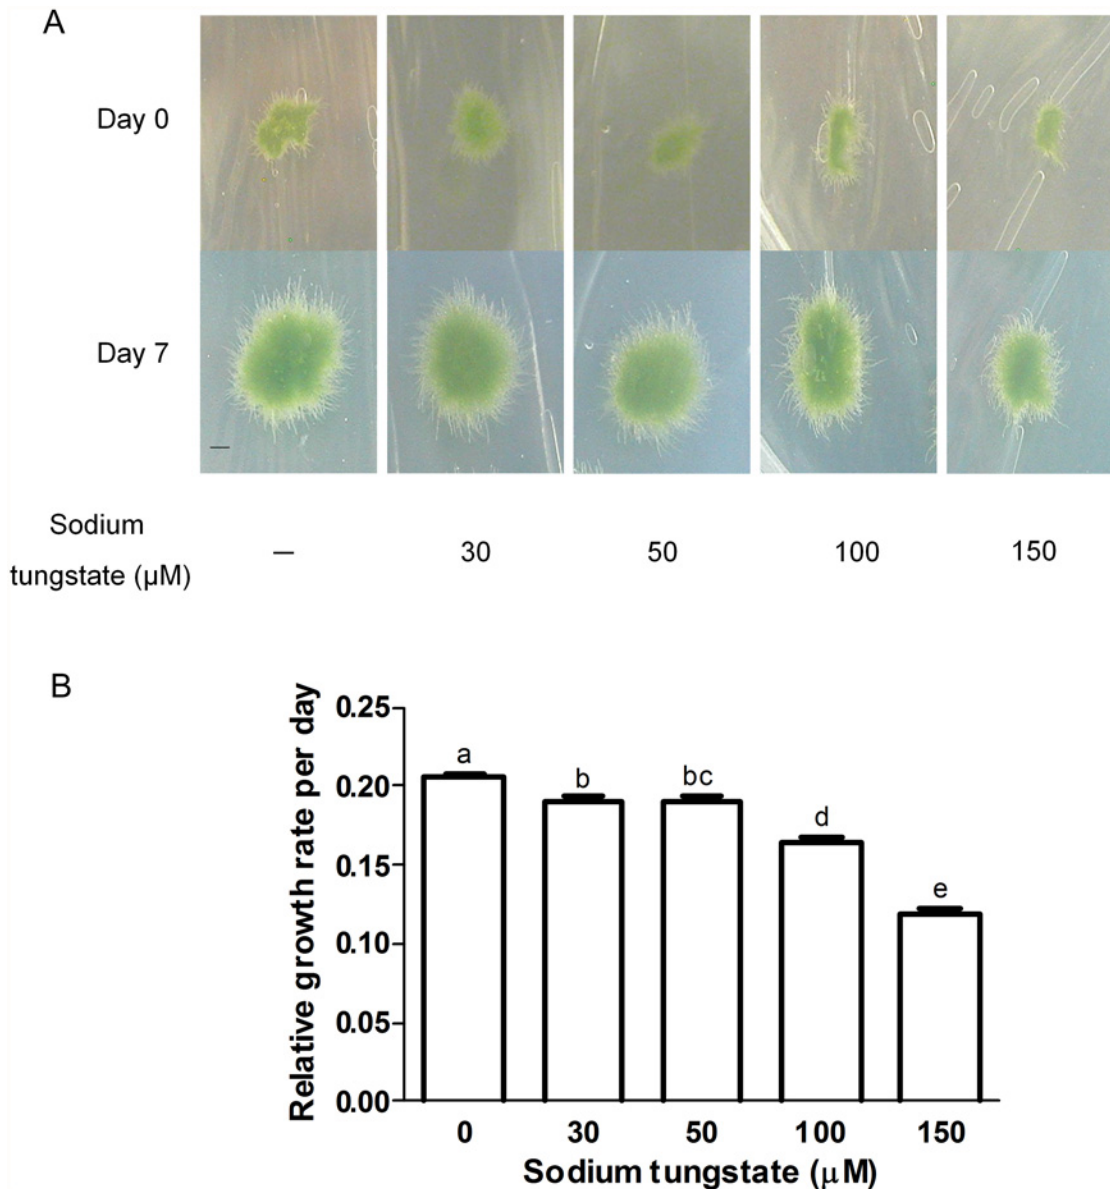 A
Day 0
Day 7
Sodium
tungstate (µM)
– 30 50 100 150
B
Relative growth rate per day
0.25
0.20
0.15
0.10
0.05
0.00
a b bc d e
0 30 50 100 150
Sodium tungstate (µM)